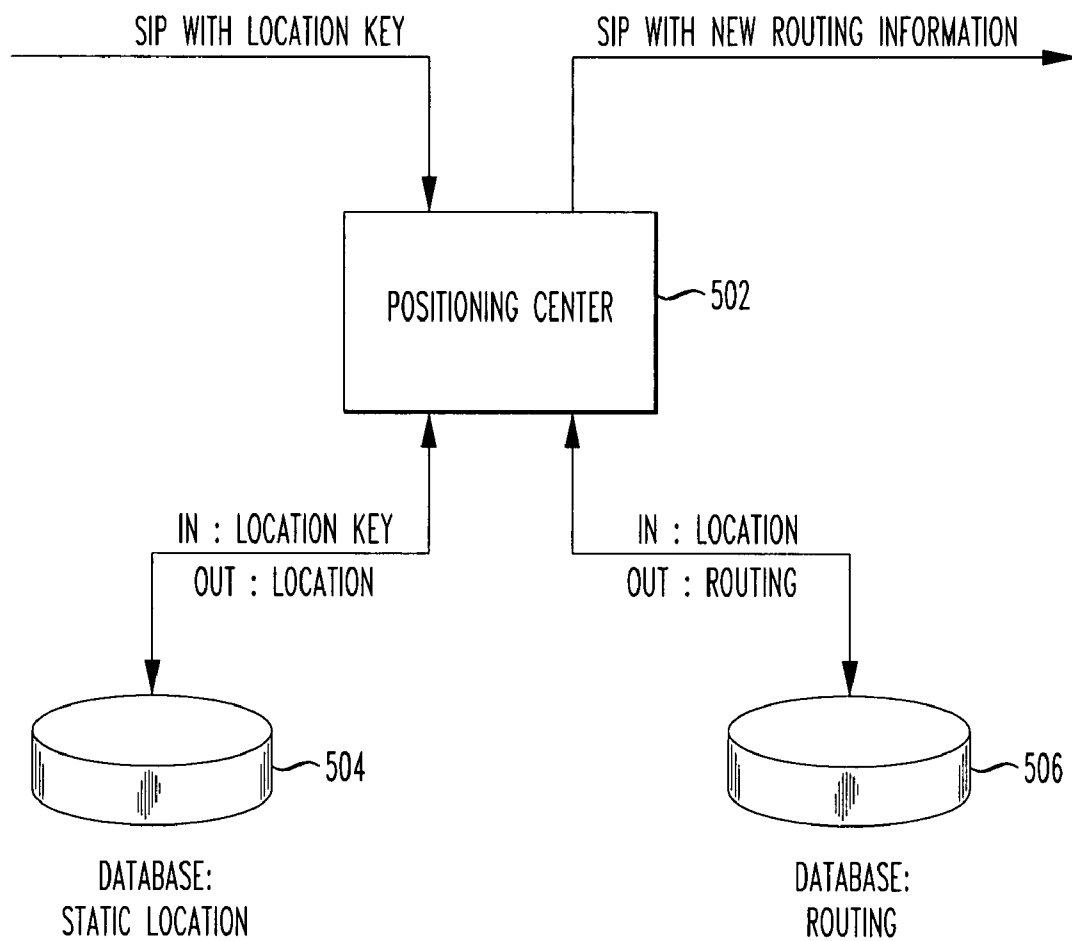 SIP WITH LOCATION KEY
SIP WITH NEW ROUTING INFORMATION
POSITIONING CENTER
502
IN : LOCATION KEY
OUT : LOCATION
IN : LOCATION
OUT : ROUTING
504
506
DATABASE:
STATIC LOCATION
DATABASE:
ROUTING